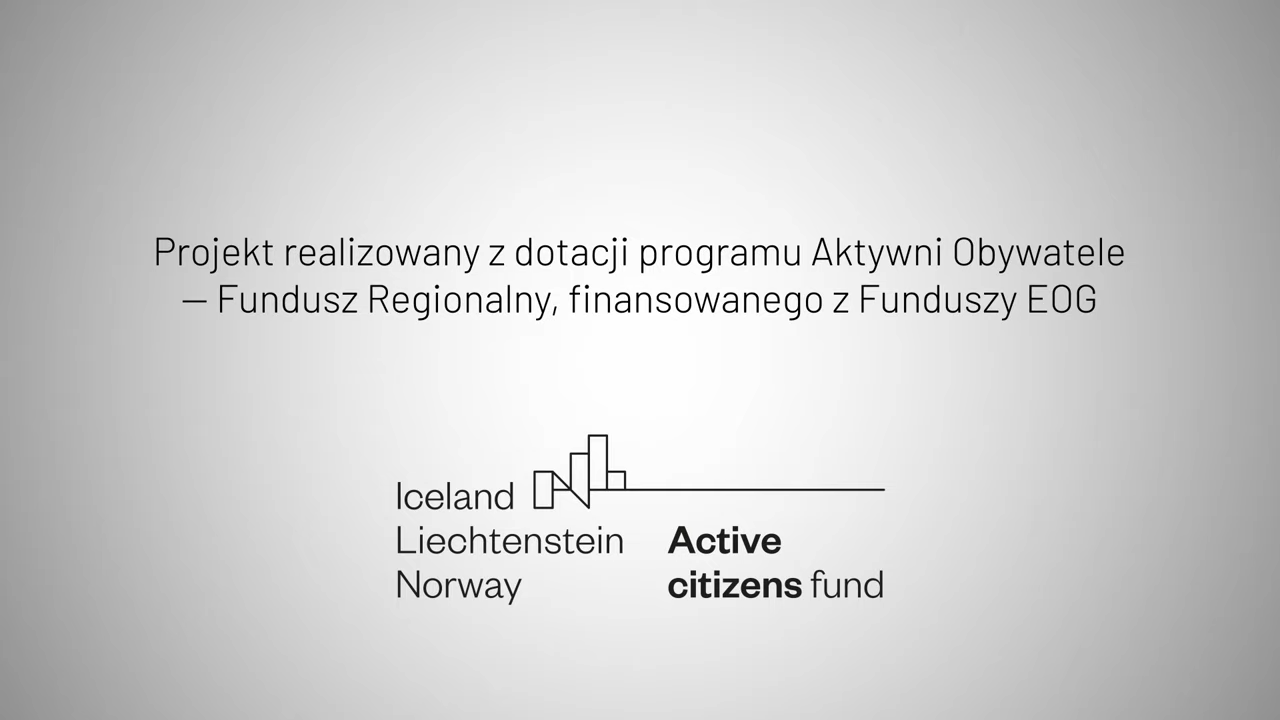 Projekt realizowany z dotacji programu Aktywni Obywatele
— Fundusz Regionalny, finansowanego z Funduszy EOG
Iceland
Liechtenstein
Norway
Active
citizens fund